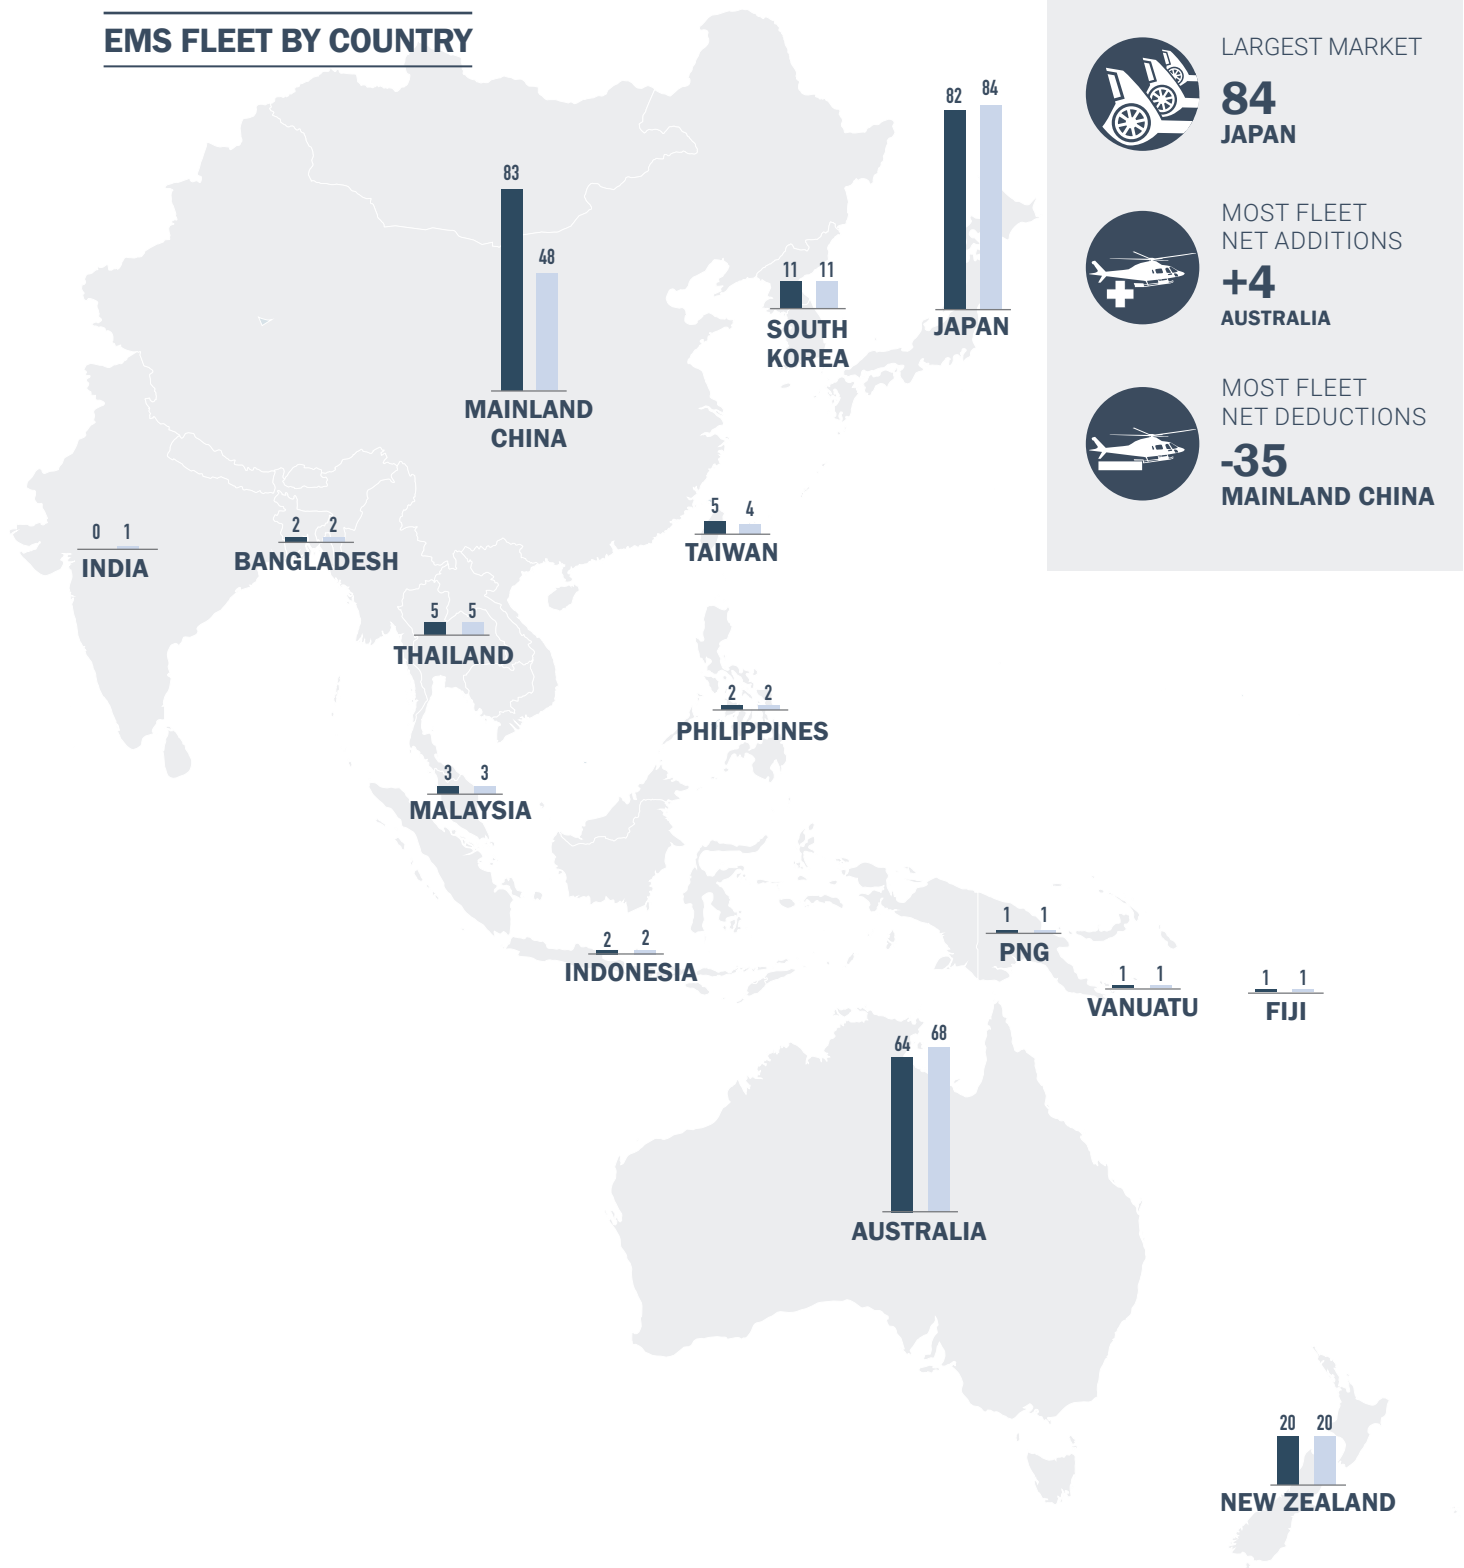 EMS FLEET BY COUNTRY
LARGEST MARKET
84
JAPAN
MOST FLEET
NET ADDITIONS
+4
AUSTRALIA
MOST FLEET
NET DEDUCTIONS
-35
MAINLAND CHINA
82 84
JAPAN
83 48
MAINLAND
CHINA
11 11
SOUTH
KOREA
5 4
TAIWAN
0 1
INDIA
2 2
BANGLADESH
5 5
THAILAND
2 2
PHILIPPINES
3 3
MALAYSIA
2 2
INDONESIA
1 1
PNG
1 1
VANUATU
1 1
FIJI
64 68
AUSTRALIA
20 20
NEW ZEALAND